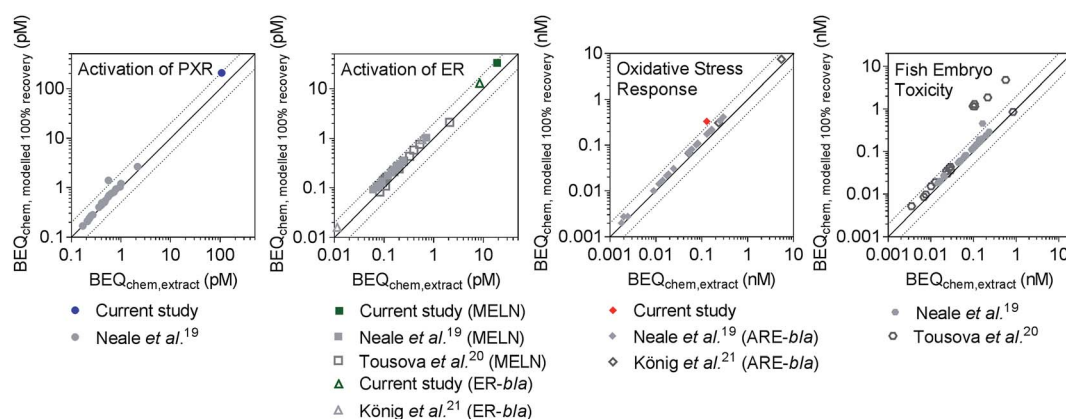 BEQchem, modelled 100% recovery (pM)
Activation of PXR
100
10
1
0.1
0.1 1 10 100
BEQchem,extract (pM)
Current study
Neale et al.19
BEQchem, modelled 100% recovery (pM)
Activation of ER
10
1
0.1
0.01
0.01 0.1 1 10
BEQchem,extract (pM)
Current study (MELN)
Neale et al.19 (MELN)
Tousova et al.20 (MELN)
Current study (ER-bla)
König et al.21 (ER-bla)
BEQchem, modelled 100% recovery (nM)
Oxidative Stress
Response
10
1
0.1
0.01
0.001
0.001 0.01 0.1 1 10
BEQchem,extract (nM)
Current study
Neale et al.19 (ARE-bla)
König et al.21 (ARE-bla)
BEQchem, modelled 100% recovery (nM)
Fish Embryo
Toxicity
10
1
0.1
0.01
0.001
0.001 0.01 0.1 1 10
BEQchem,extract (nM)
Neale et al.19
Tousova et al.20